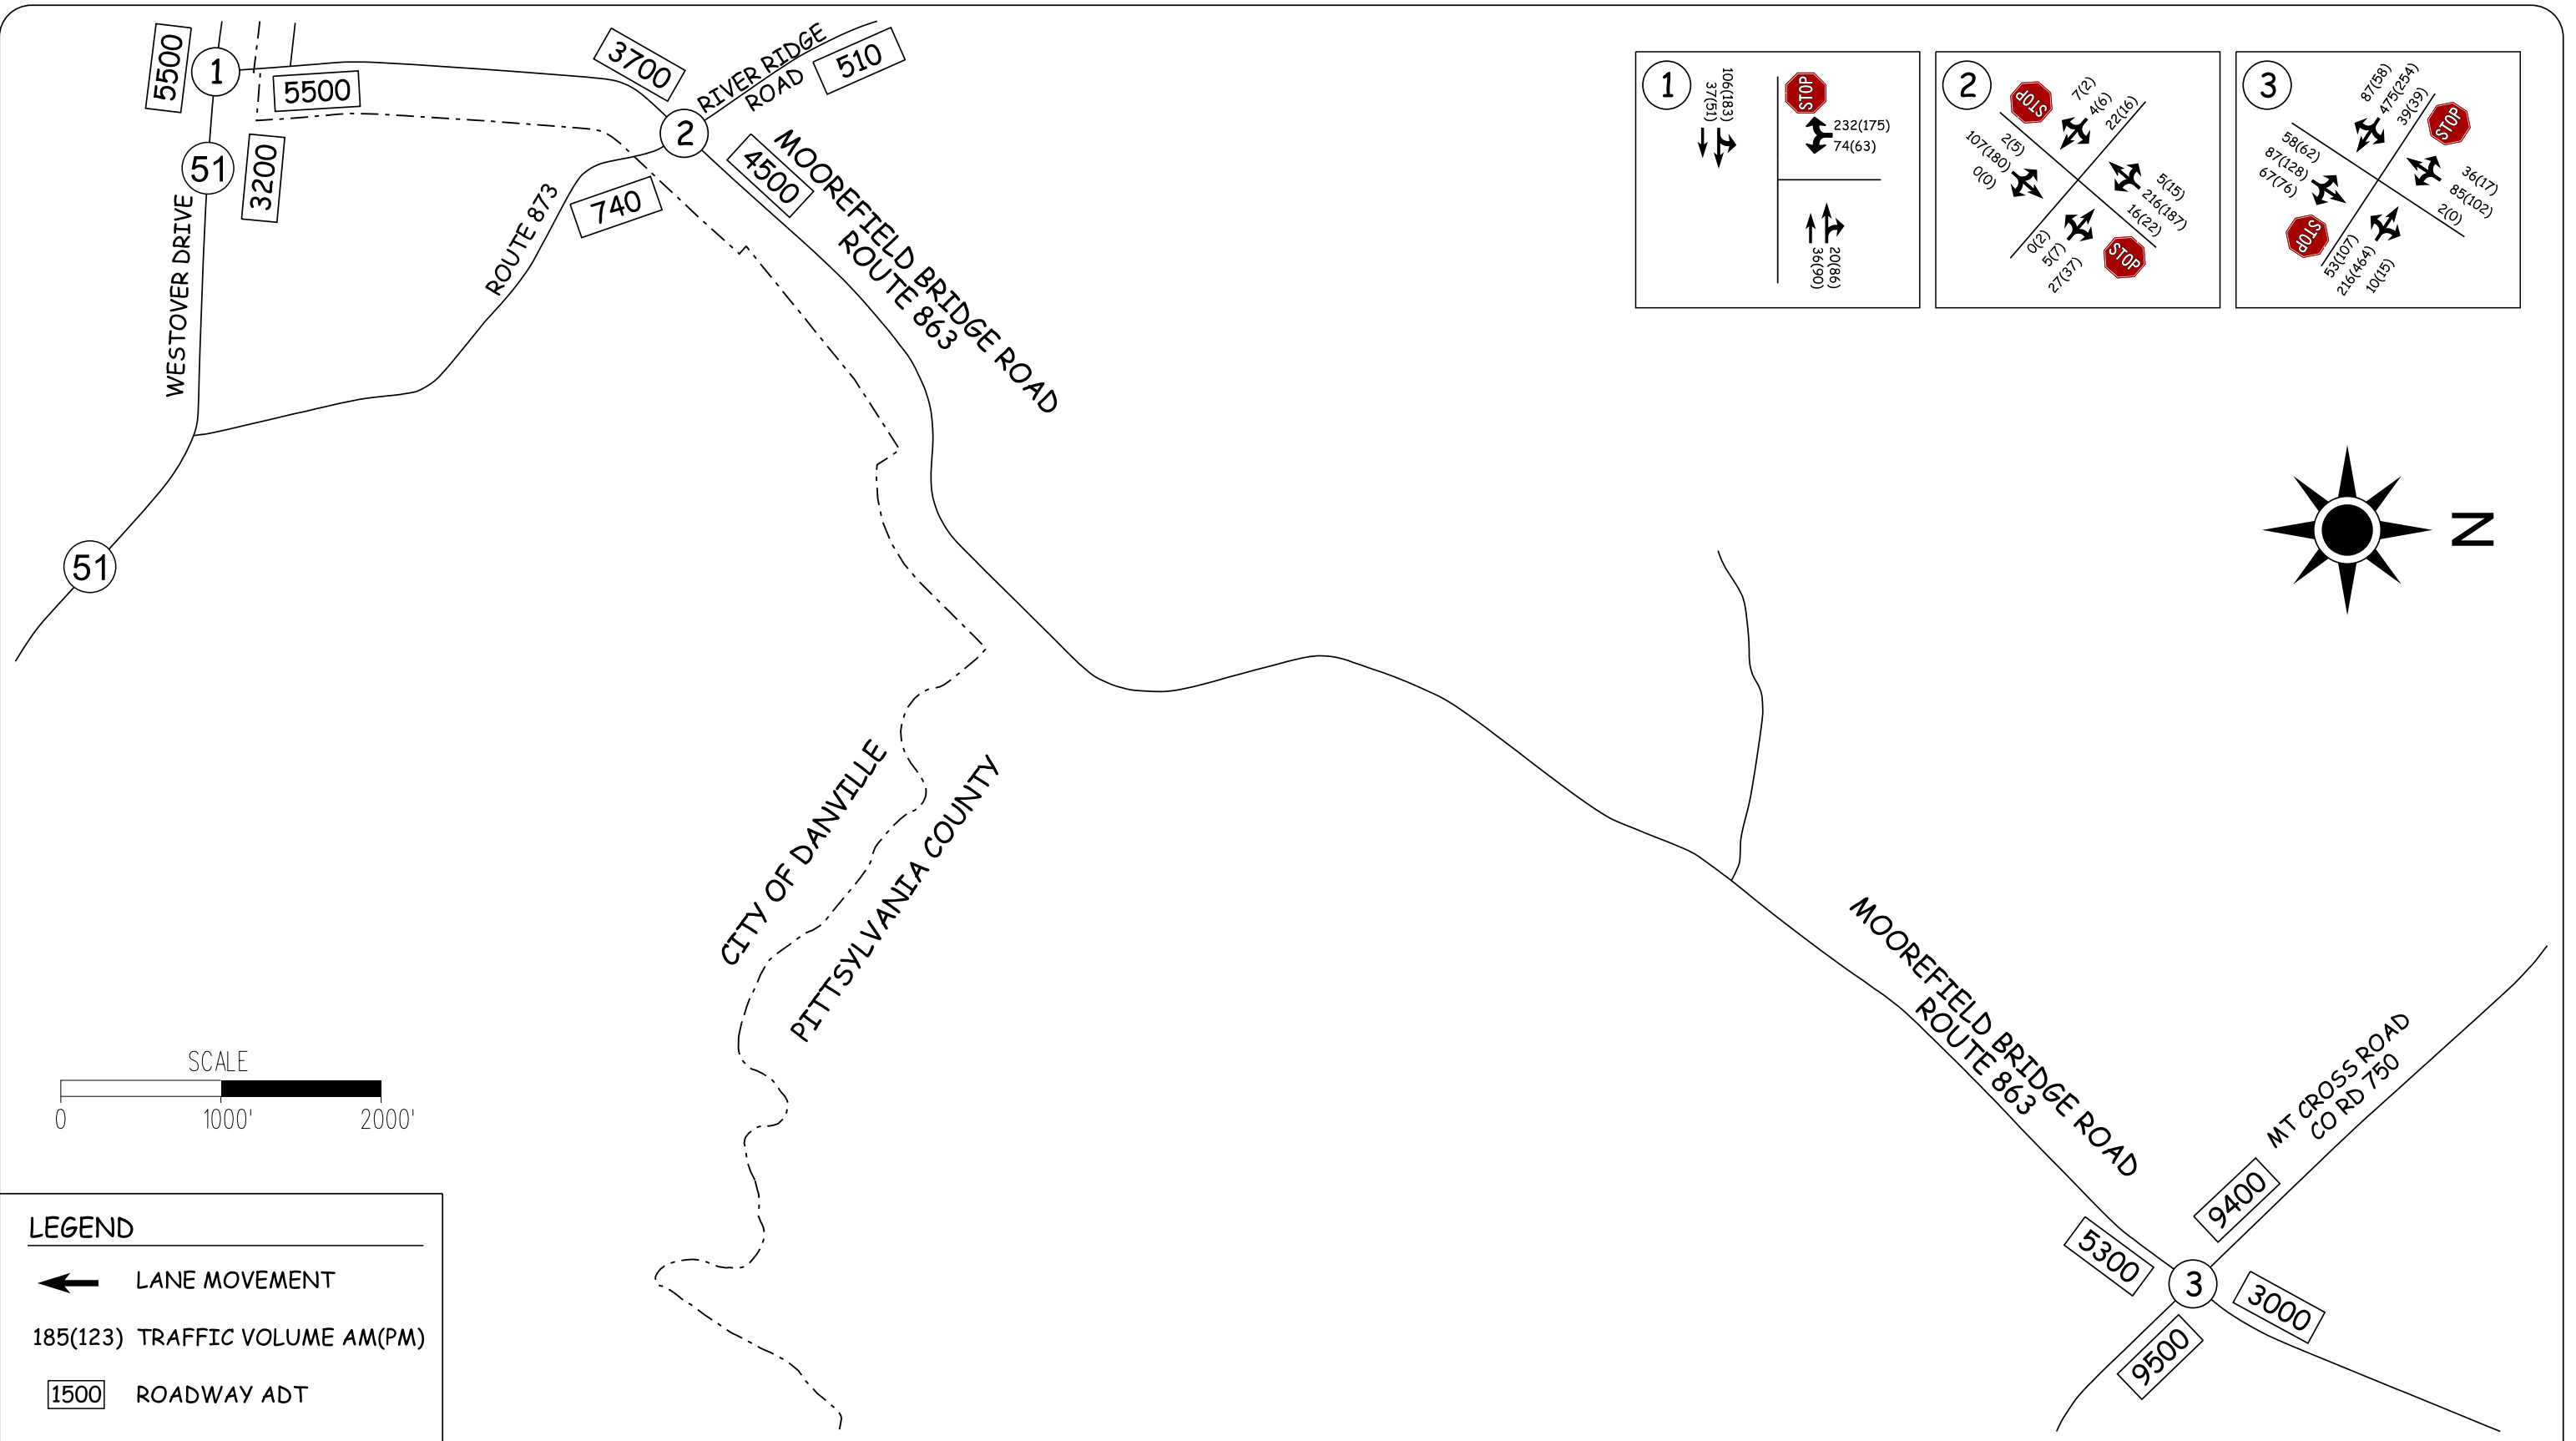 5500
1
5500
51
3200
WESTOVER DRIVE
51
3700
RIVER RIDGE
ROAD
510
2
4500
MOOREFIELD BRIDGE ROAD
ROUTE 863
ROUTE 873
740
1
106(183)
37(51)
STOP
232(175)
74(63)
36(90)
20(86)
2
STOP
7(2)
4(6)
22(16)
2(5)
107(180)
0(0)
5(15)
216(187)
16(22)
0(2)
5(7)
27(37)
STOP
3
87(58)
475(254)
39(39)
STOP
58(62)
87(128)
67(76)
36(17)
85(102)
2(0)
STOP
53(107)
216(464)
10(15)
N
CITY OF DANVILLE
PITTSYLVANIA COUNTY
MOOREFIELD BRIDGE ROAD
ROUTE 863
MT CROSS ROAD
CO RD 750
9400
5300
3
3000
9500
SCALE
0 1000' 2000'
LEGEND
LANE MOVEMENT
185(123) TRAFFIC VOLUME AM(PM)
1500 ROADWAY ADT